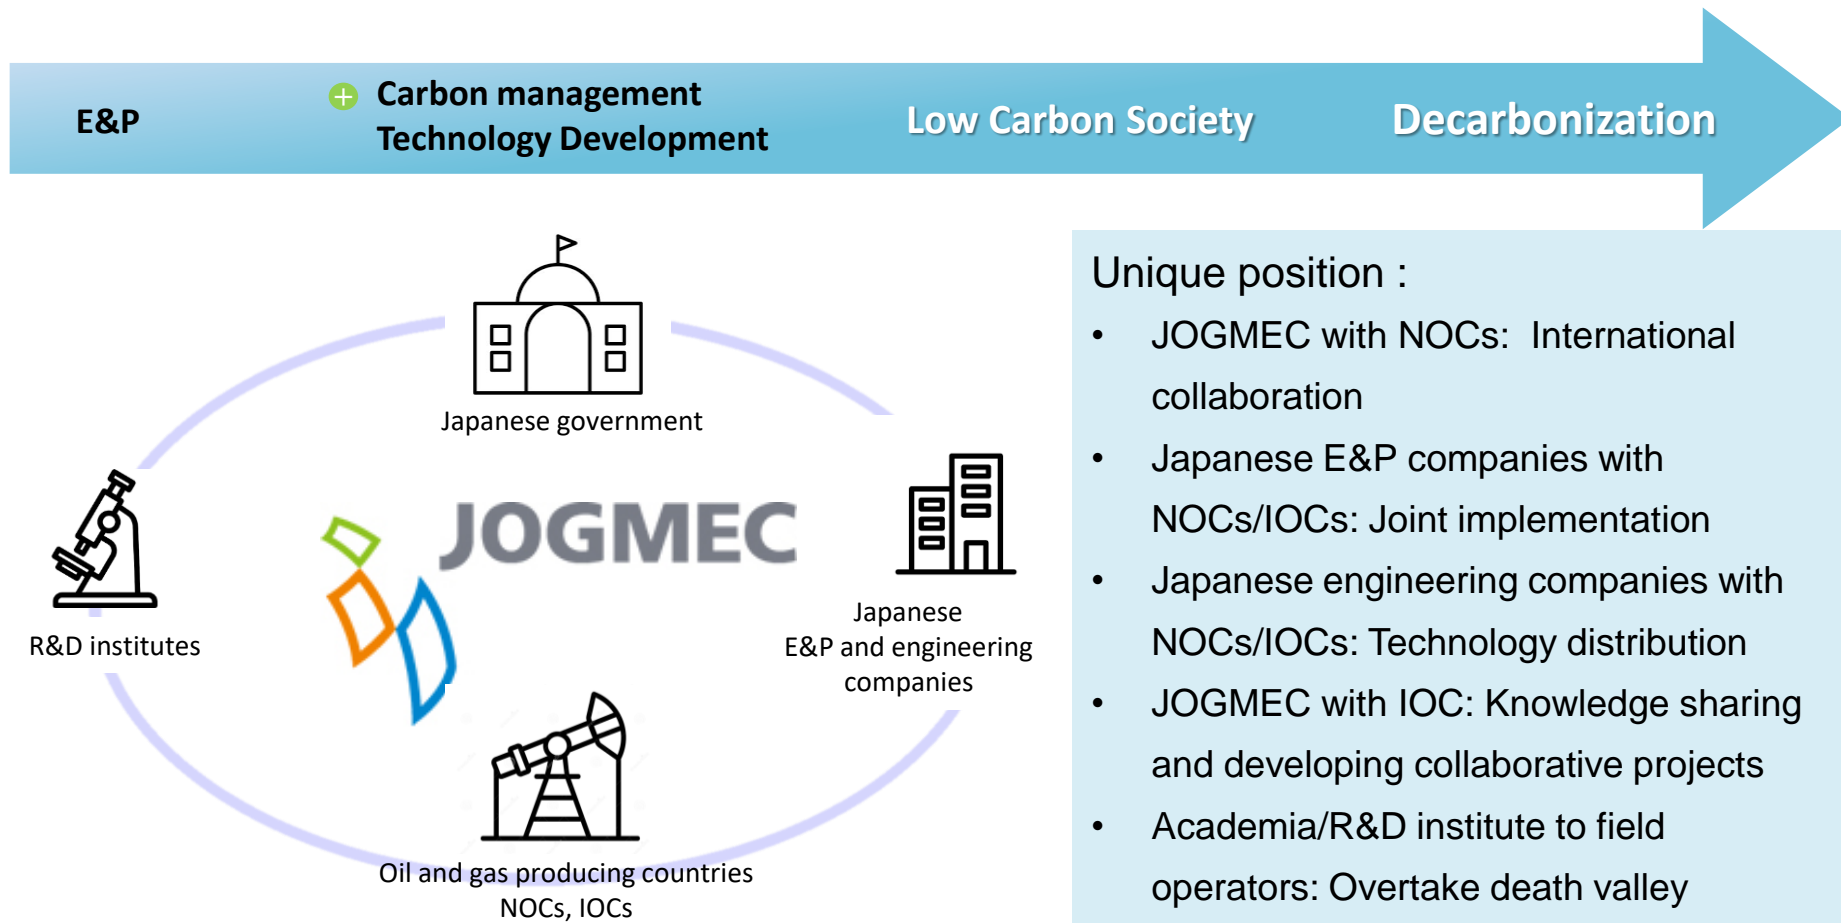 E&P
Carbon management
Technology Development
Low Carbon Society
Decarbonization
Japanese government
JOGMEC
R&D institutes
Japanese
E&P and engineering
companies
Oil and gas producing countries
NOCs, IOCs
Unique position :
• JOGMEC with NOCs: International
collaboration
• Japanese E&P companies with
NOCs/IOCs: Joint implementation
• Japanese engineering companies with
NOCs/IOCs: Technology distribution
• JOGMEC with IOC: Knowledge sharing
and developing collaborative projects
• Academia/R&D institute to field
operators: Overtake death valley